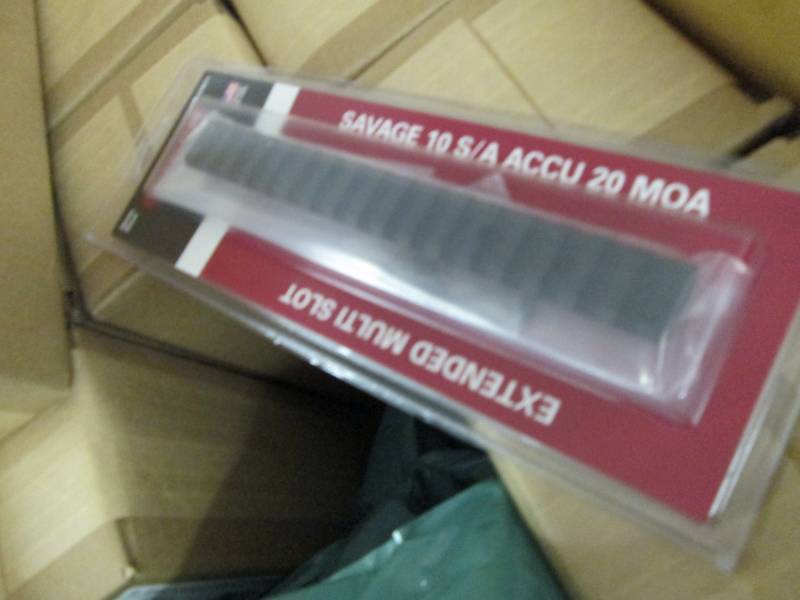 SAVAGE 10 S/A ACCU 20 MOA
EXTENDED MULTI SLOT